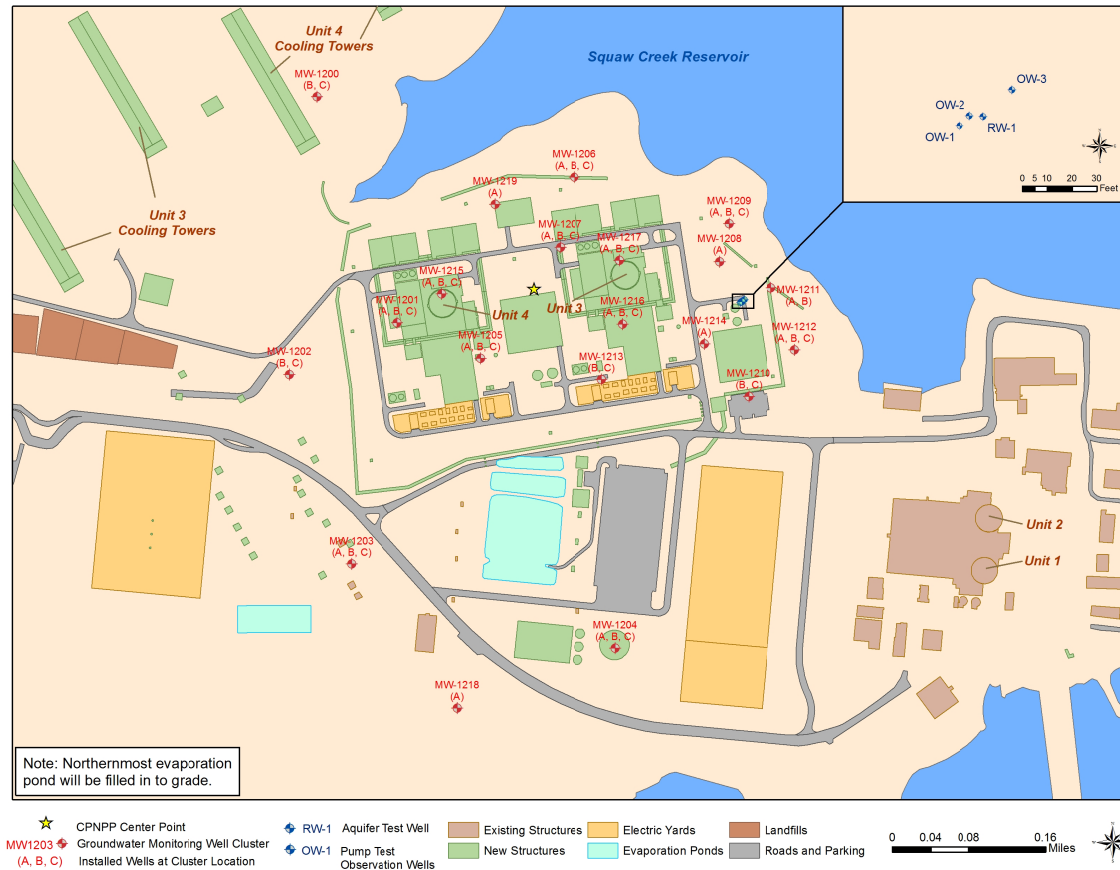 Unit 4
Cooling Towers
Squaw Creek Reservoir
MW-1200
(B, C)
OW-3
OW-2
RW-1
OW-1
0 5 10 20 30
Feet
MW-1206
(A, B, C)
MW-1219
(A)
Unit 3
Cooling Towers
MW-1209
(A, B, C)
MW-1207
(A, B, C)
MW-1217
(A, B, C)
MW-1208
(A)
MW-1215
(A, B, C)
MW-1211
(A, B)
MW-1201
(A, B, C)
Unit 4
Unit 3
MW-1216
(A, B, C)
MW-1214
(A)
MW-1212
(A, B, C)
MW-1205
(A, B, C)
MW-1202
(B, C)
MW-1213
(B, C)
MW-1210
(B, C)
Unit 2
MW-1203
(A, B, C)
Unit 1
MW-1204
(A, B, C)
MW-1218
(A)
Note: Northernmost evaporation
pond will be filled in to grade.
CPNPP Center Point
MW1203 Groundwater Monitoring Well Cluster
(A, B, C) Installed Wells at Cluster Location
RW-1 Aquifer Test Well
OW-1 Pump Test
Observation Wells
Existing Structures
New Structures
Electric Yards
Evaporation Ponds
Landfills
Roads and Parking
0 0.04 0.08 0.16
Miles